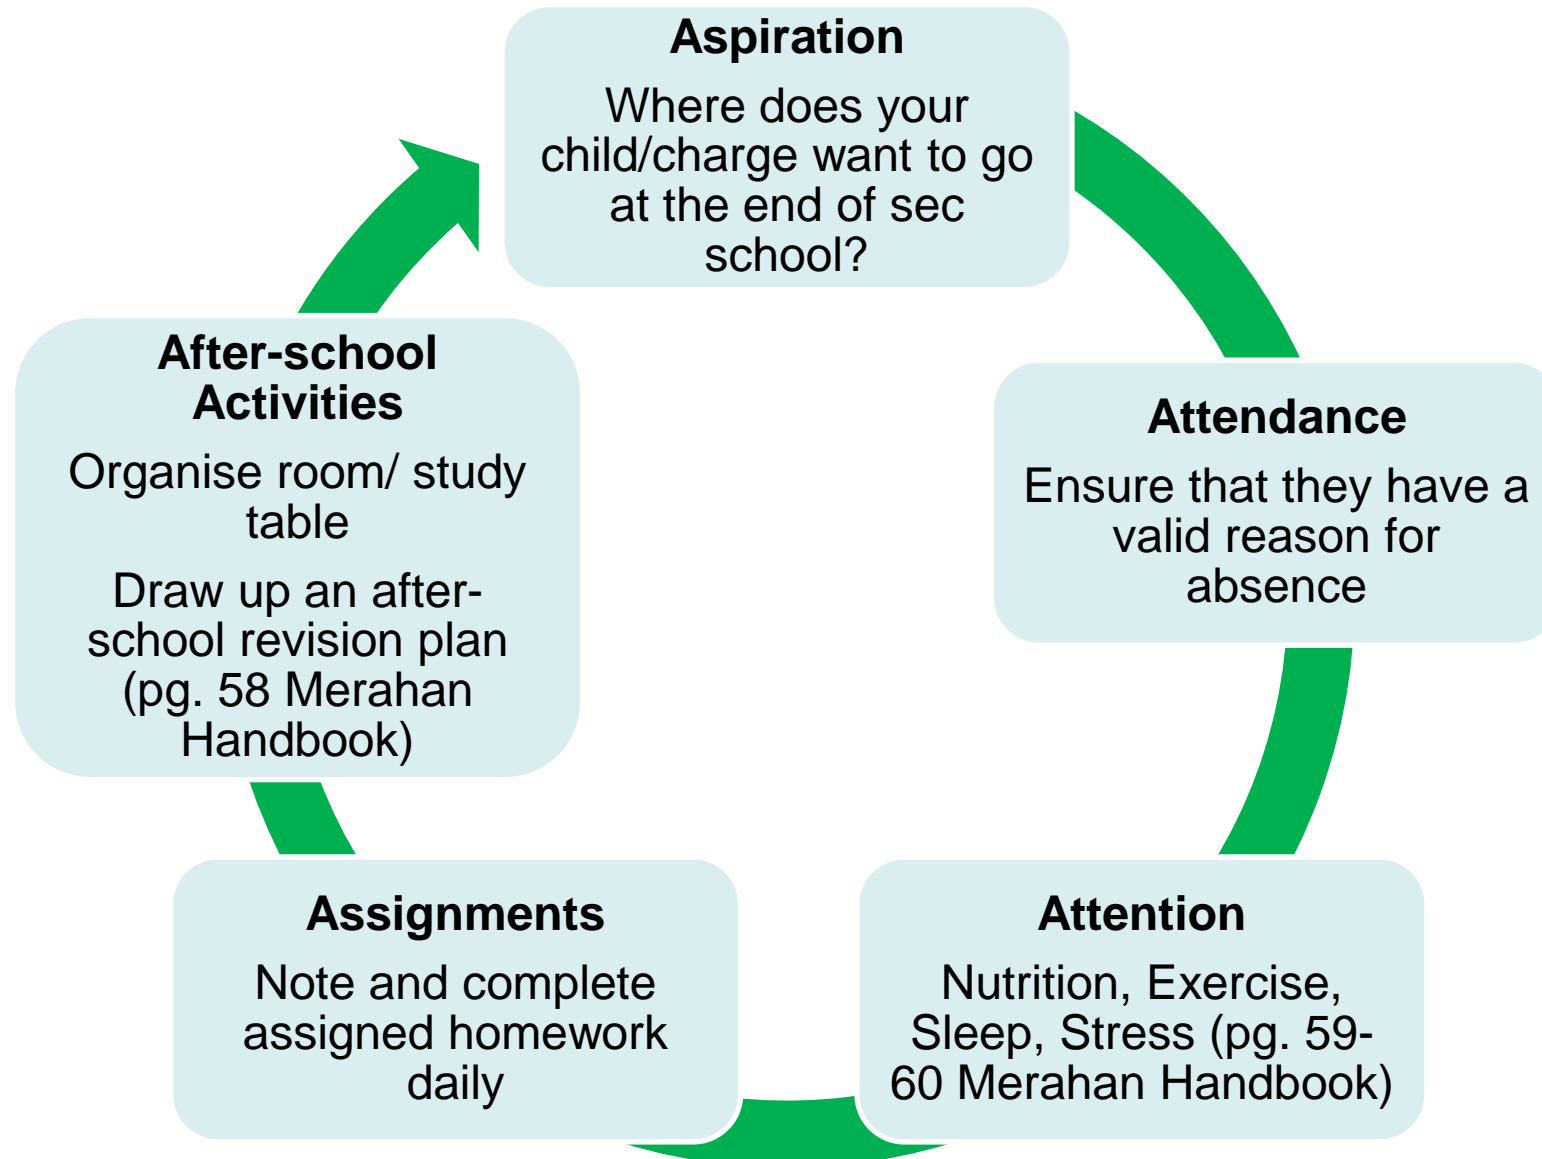 Aspiration
Where does your
child/charge want to go
at the end of sec
school?
Attendance
Ensure that they have a
valid reason for
absence
Attention
Nutrition, Exercise,
Sleep, Stress (pg. 59-
60 Merahan Handbook)
Assignments
Note and complete
assigned homework
daily
After-school
Activities
Organise room/ study
table
Draw up an after-
school revision plan
(pg. 58 Merahan
Handbook)